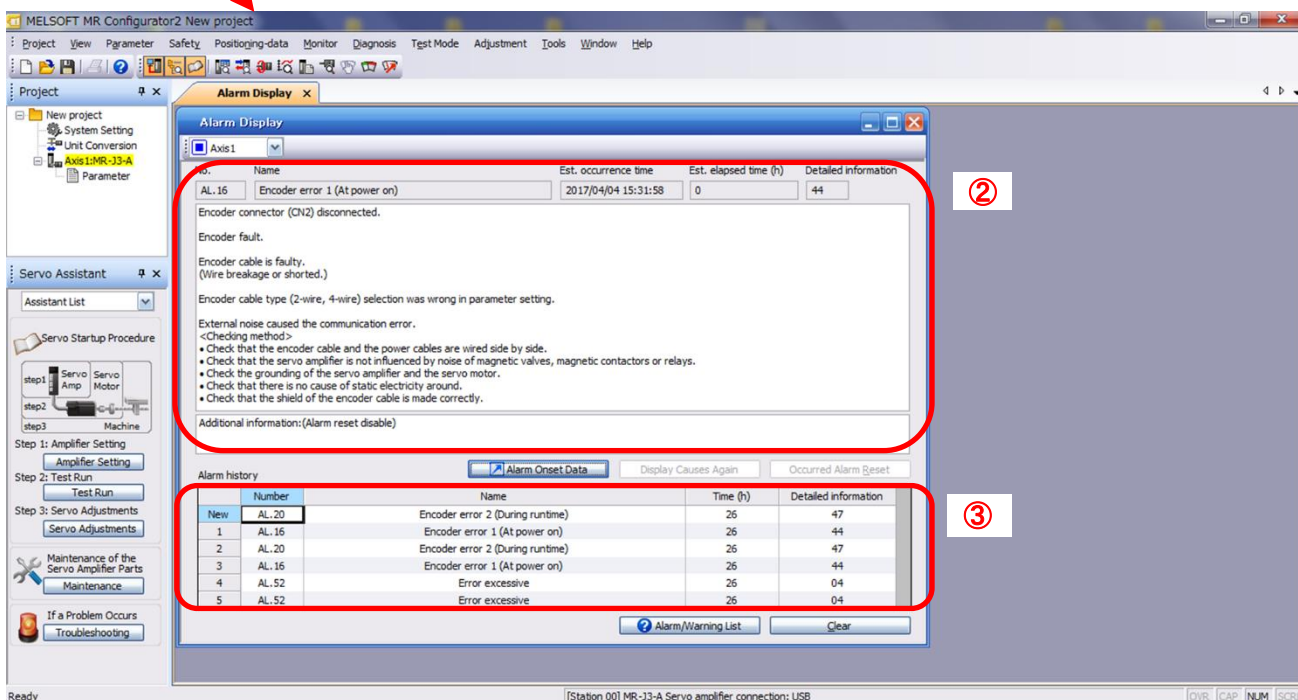 MELSOFT MR Configurator2 New project
Project View Parameter Safety Positioning-data Monitor Diagnosis Test Mode Adjustment Tools Window Help
Project
Alarm Display
New project
System Setting
Unit Conversion
Axis1:MR-J3-A
Parameter
Alarm Display
Axis1
No. Name Est. occurrence time Est. elapsed time (h) Detailed information
AL.16 Encoder error 1 (At power on) 2017/04/04 15:31:58 0 44
②
Encoder connector (CN2) disconnected.
Encoder fault.
Encoder cable is faulty.
(Wire breakage or shorted.)
Encoder cable type (2-wire, 4-wire) selection was wrong in parameter setting.
External noise caused the communication error.
<Checking method>
• Check that the encoder cable and the power cables are wired side by side.
• Check that the servo amplifier is not influenced by noise of magnetic valves, magnetic contactors or relays.
• Check the grounding of the servo amplifier and the servo motor.
• Check that there is no cause of static electricity around.
• Check that the shield of the encoder cable is made correctly.
Additional information:(Alarm reset disable)
Alarm Onset Data Display Causes Again Occurred Alarm Reset
Alarm history
Number Name Time (h) Detailed information
New AL.20 Encoder error 2 (During runtime) 26 47
1 AL.16 Encoder error 1 (At power on) 26 44
2 AL.20 Encoder error 2 (During runtime) 26 47
3 AL.16 Encoder error 1 (At power on) 26 44
4 AL.52 Error excessive 26 04
5 AL.52 Error excessive 26 04
③
Alarm/Warning List Clear
Servo Assistant
Assistant List
Servo Startup Procedure
step1 Servo Amp Servo Motor
step2
step3 Machine
Step 1: Amplifier Setting
Amplifier Setting
Step 2: Test Run
Test Run
Step 3: Servo Adjustments
Servo Adjustments
Maintenance of the
Servo Amplifier Parts
Maintenance
If a Problem Occurs
Troubleshooting
Ready [Station 00] MR-J3-A Servo amplifier connection: USB OVR CAP NUM SCR